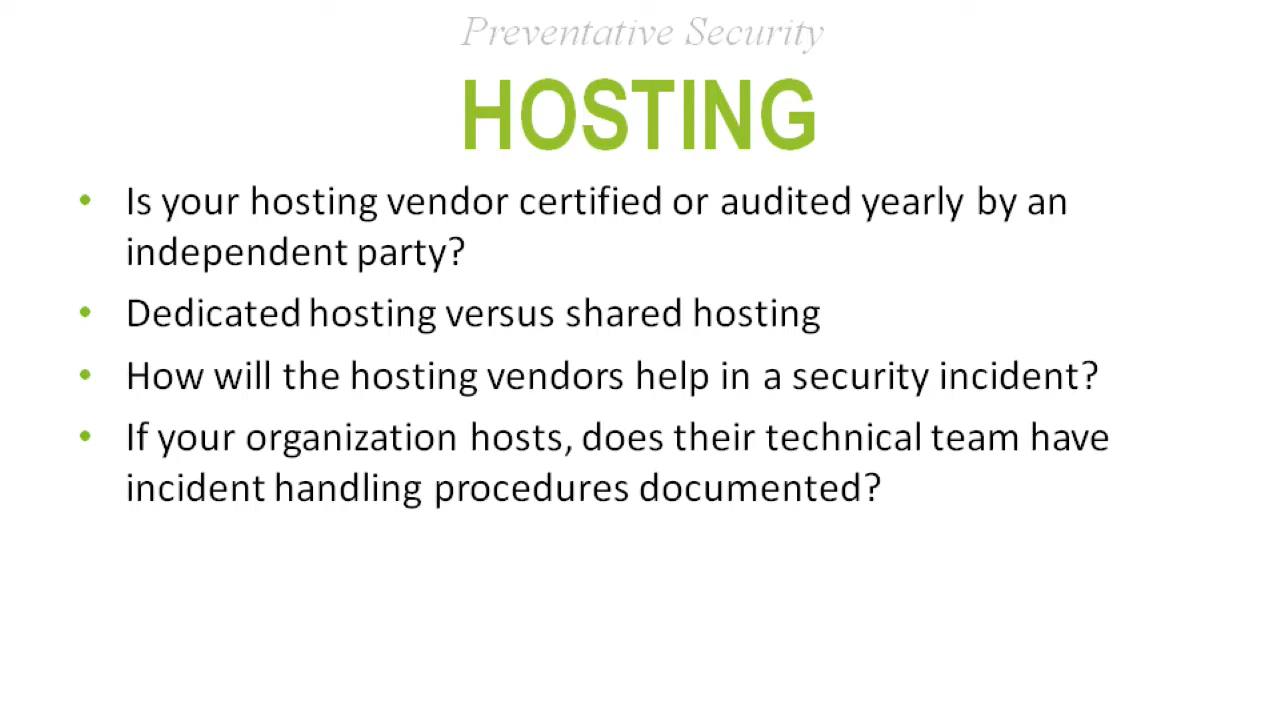 Preventative Security
HOSTING
• Is your hosting vendor certified or audited yearly by an
independent party?
• Dedicated hosting versus shared hosting
• How will the hosting vendors help in a security incident?
• If your organization hosts, does their technical team have
incident handling procedures documented?